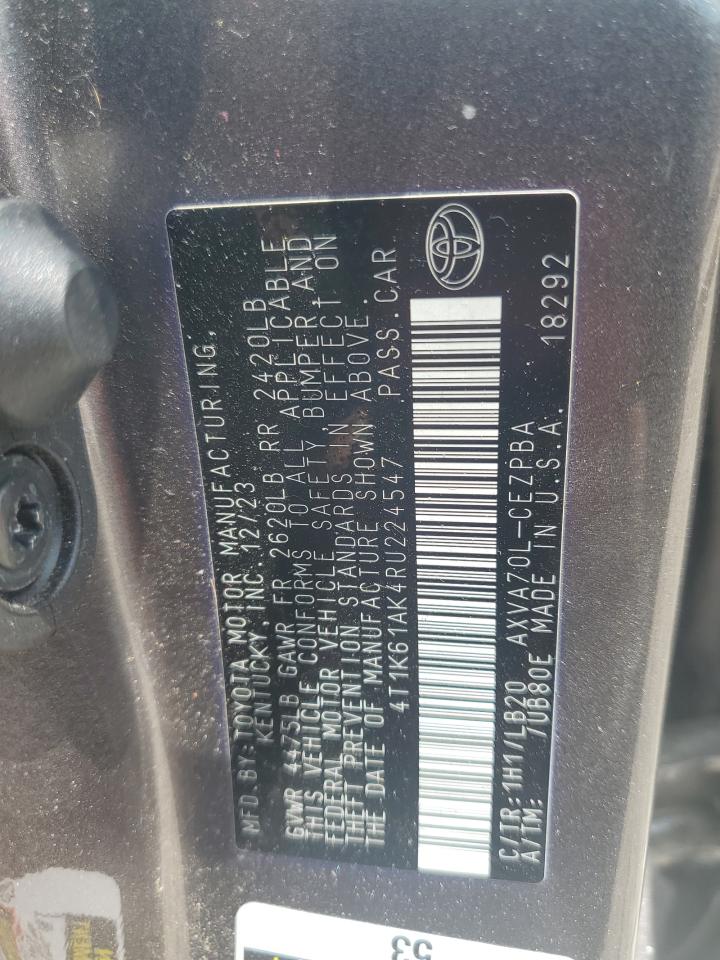 MFD.BY:TOYOTA MOTOR MANUFACTURING,
KENTUCKY INC. 12/23
GVWR 4475LB GAWR FR 2620LB RR 2420LB
THIS VEHICLE CONFORMS TO ALL APPLICABLE
FEDERAL MOTOR VEHICLE SAFETY BUMPER, AND
THEFT PREVENTION STANDARDS IN EFFECT ON
THE DATE OF MANUFACTURE SHOWN ABOVE.
4T1K61AK4RU224547 PASS.CAR
C/TR:1H1/LB20 AXVA70L-CEZPBA
A/TM: /UB80E MADE IN U.S.A. 18292
53